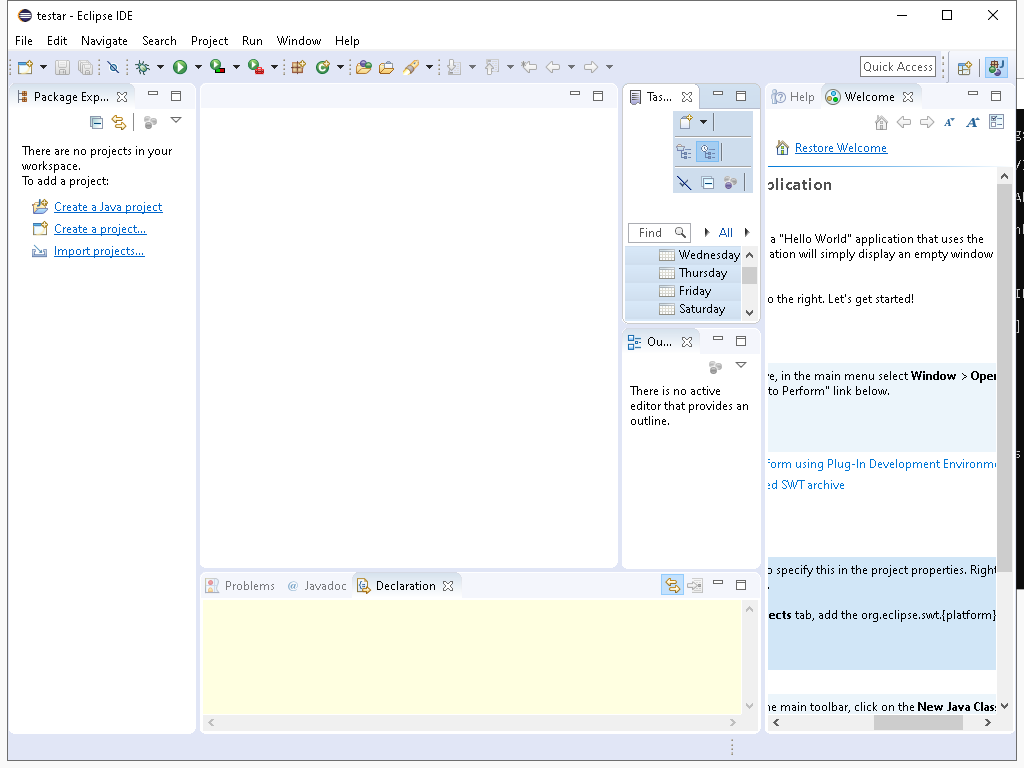 testar - Eclipse IDE
File Edit Navigate Search Project Run Window Help
Quick Access
Package Exp...
There are no projects in your
workspace.
To add a project:
Create a Java project
Create a project...
Import projects...
Tas...
Find
All
Wednesday
Thursday
Friday
Saturday
Ou...
There is no active
editor that provides an
outline.
Help
Welcome
Restore Welcome
plication
a "Hello World" application that uses the
ation will simply display an empty window
o the right. Let's get started!
ve, in the main menu select Window > Open
to Perform" link below.
form using Plug-In Development Environme
ed SWT archive
o specify this in the project properties. Right
ects tab, add the org.eclipse.swt.{platform}
he main toolbar, click on the New Java Clas
Problems
@ Javadoc
Declaration